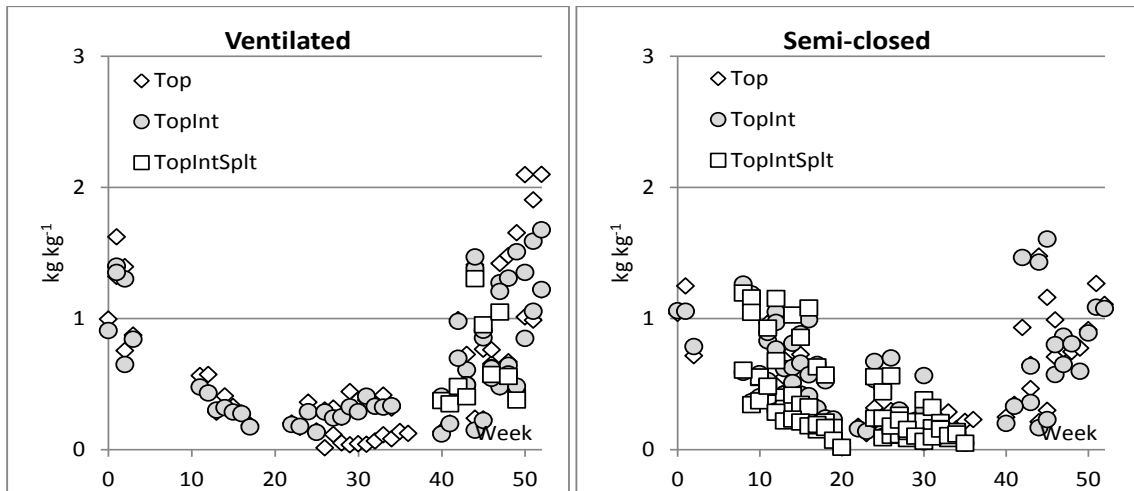 Ventilated
3
Top
TopInt
2
TopIntSplt
kg kg-1
1
0
Week
0 10 20 30 40 50
Semi-closed
3
Top
TopInt
2
TopIntSplt
kg kg-1
1
0
Week
0 10 20 30 40 50